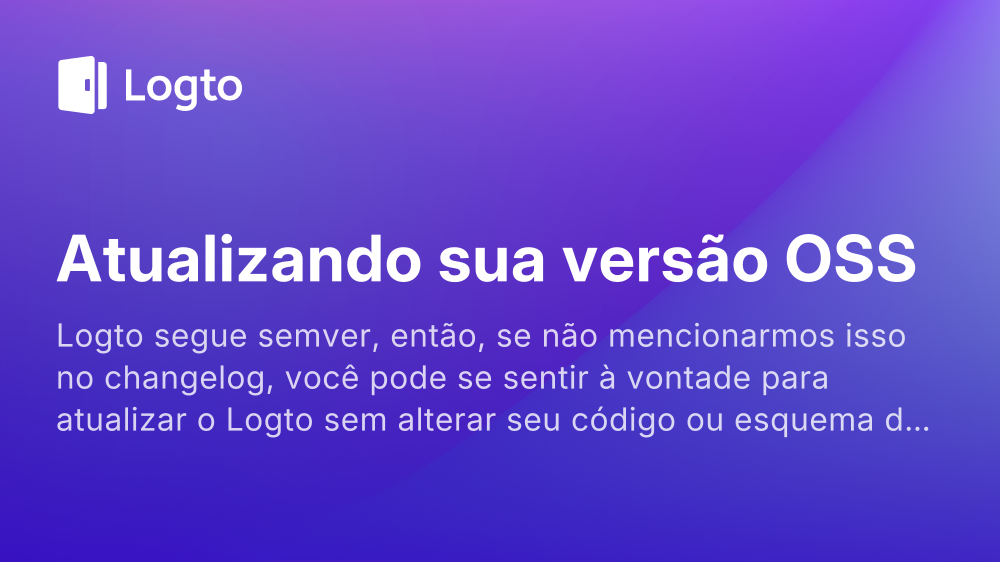 Logto
Atualizando sua versão OSS
Logto segue semver, então, se não mencionarmos isso
no changelog, você pode se sentir à vontade para
atualizar o Logto sem alterar seu código ou esquema d...